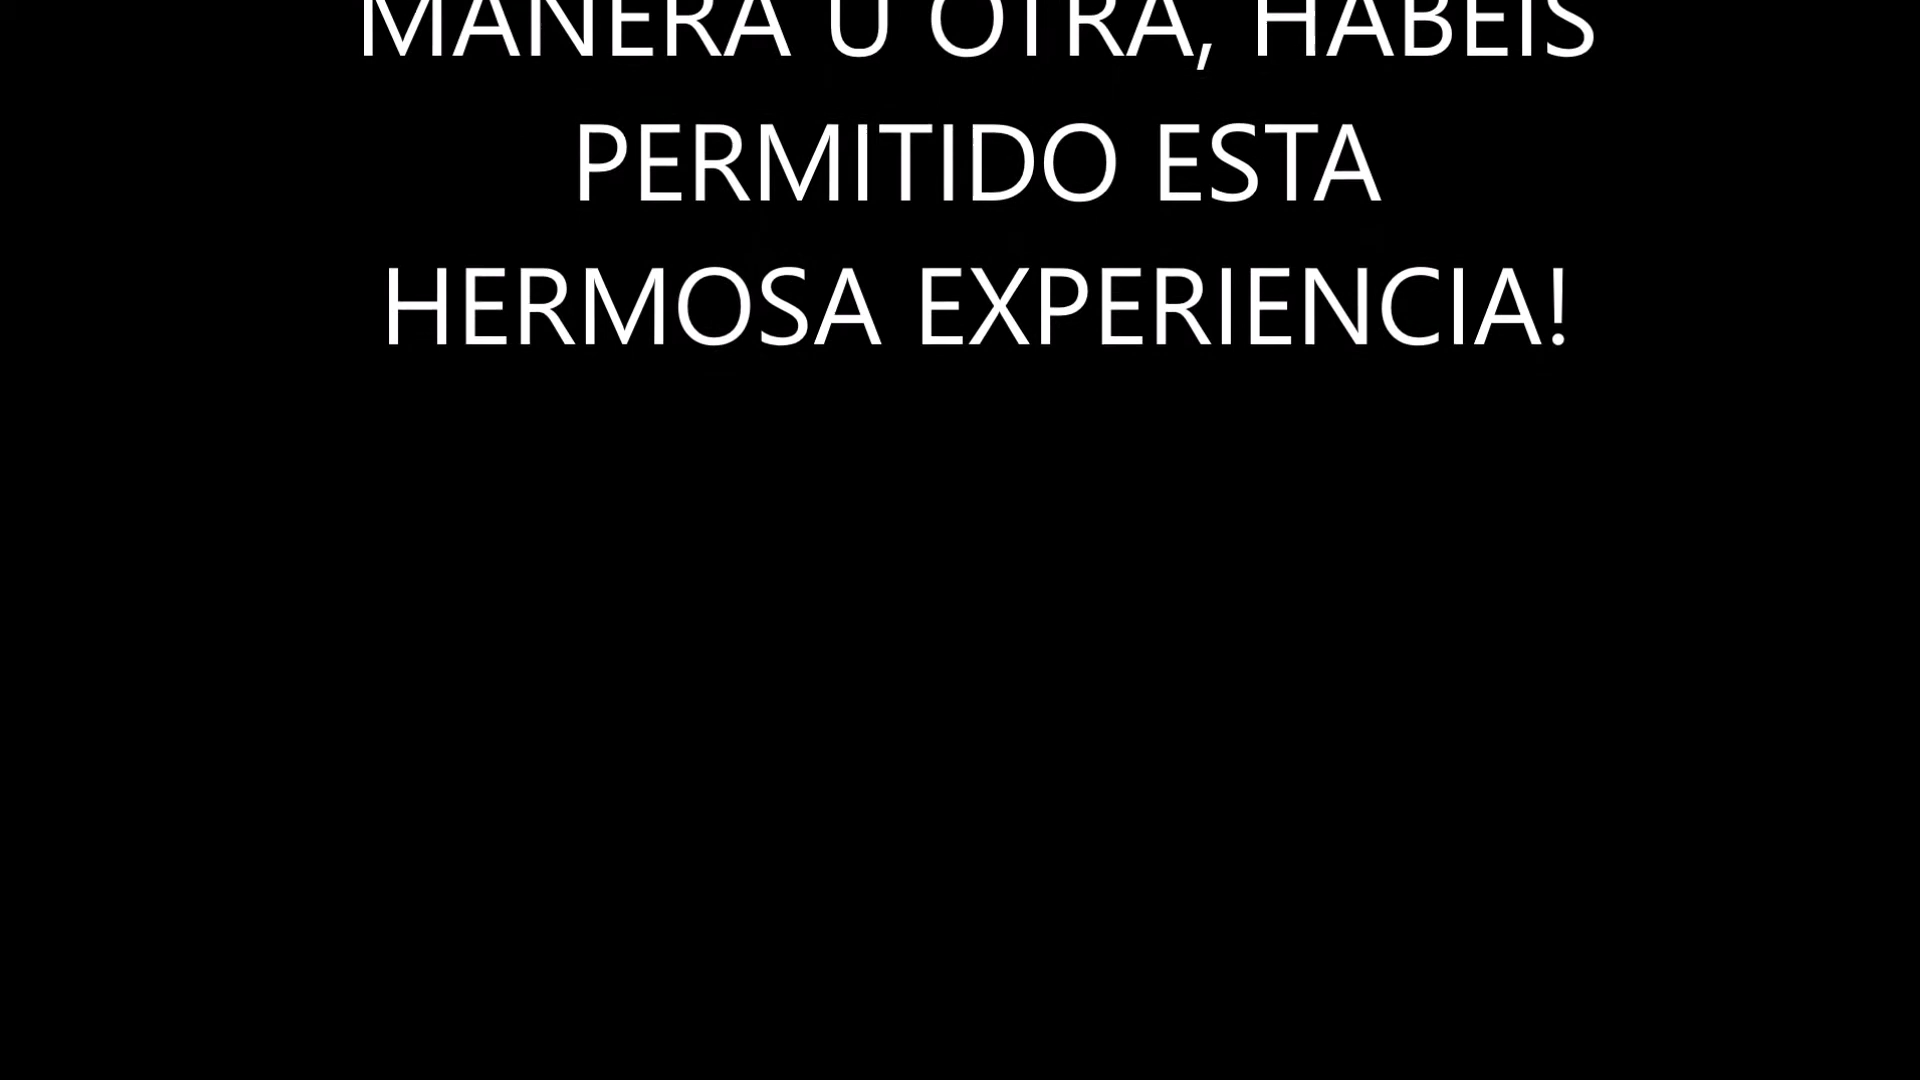 MANERA U OTRA, HABÉIS
PERMITIDO ESTA
HERMOSA EXPERIENCIA!